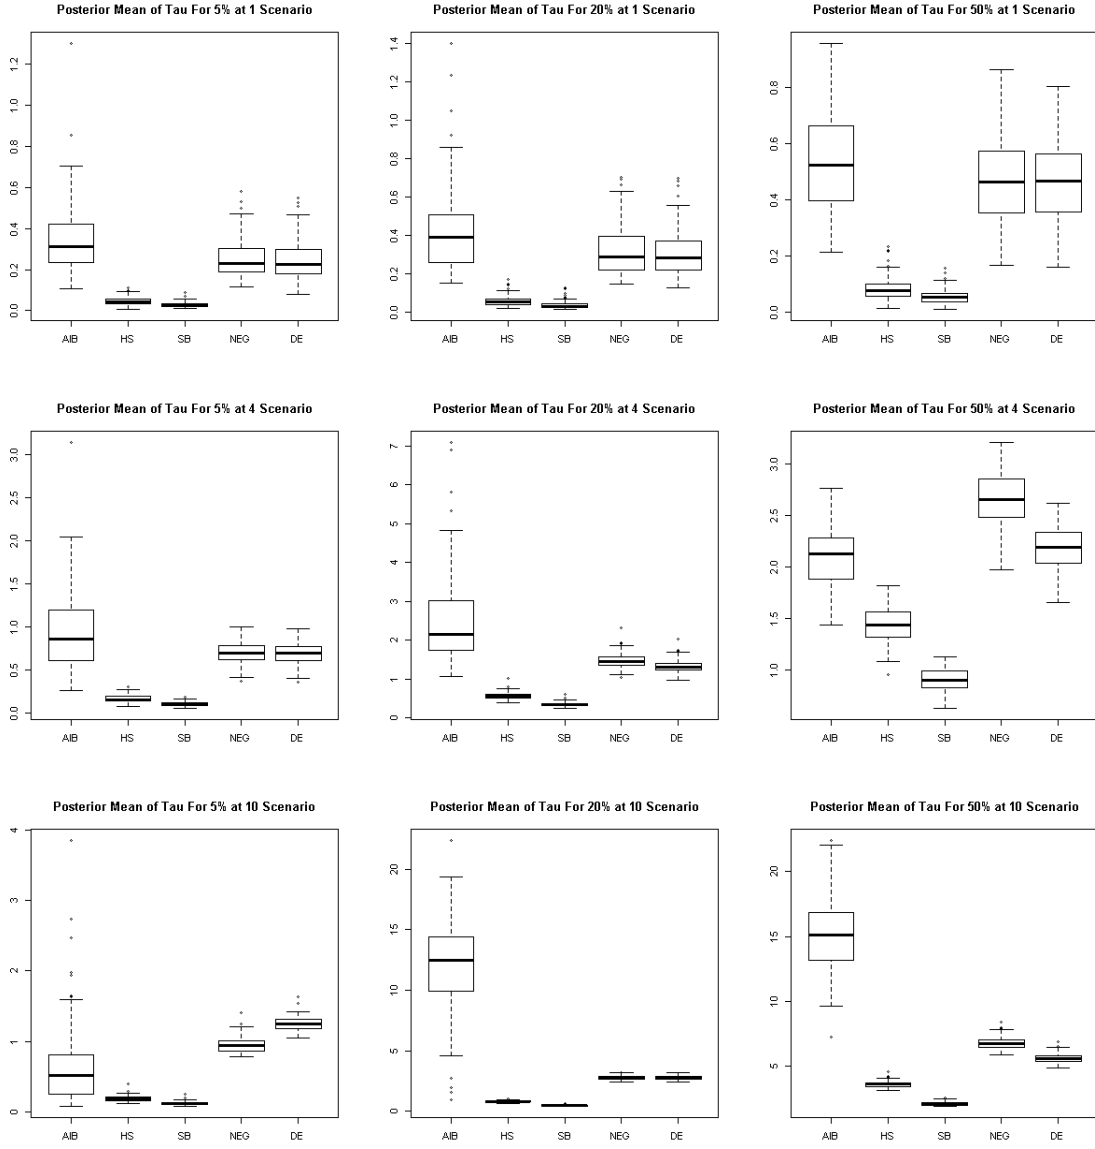 Posterior Mean of Tau For 5% at 1 Scenario
0.0 0.2 0.4 0.6 0.8 1.0 1.2
AIB HS SB NEG DE
Posterior Mean of Tau For 20% at 1 Scenario
0.0 0.2 0.4 0.6 0.8 1.0 1.2 1.4
AIB HS SB NEG DE
Posterior Mean of Tau For 50% at 1 Scenario
0.0 0.2 0.4 0.6 0.8
AIB HS SB NEG DE
Posterior Mean of Tau For 5% at 4 Scenario
0.0 0.5 1.0 1.5 2.0 2.5 3.0
AIB HS SB NEG DE
Posterior Mean of Tau For 20% at 4 Scenario
0 1 2 3 4 5 6 7
AIB HS SB NEG DE
Posterior Mean of Tau For 50% at 4 Scenario
1.0 1.5 2.0 2.5 3.0
AIB HS SB NEG DE
Posterior Mean of Tau For 5% at 10 Scenario
0 1 2 3 4
AIB HS SB NEG DE
Posterior Mean of Tau For 20% at 10 Scenario
0 5 10 15 20
AIB HS SB NEG DE
Posterior Mean of Tau For 50% at 10 Scenario
5 10 15 20
AIB HS SB NEG DE